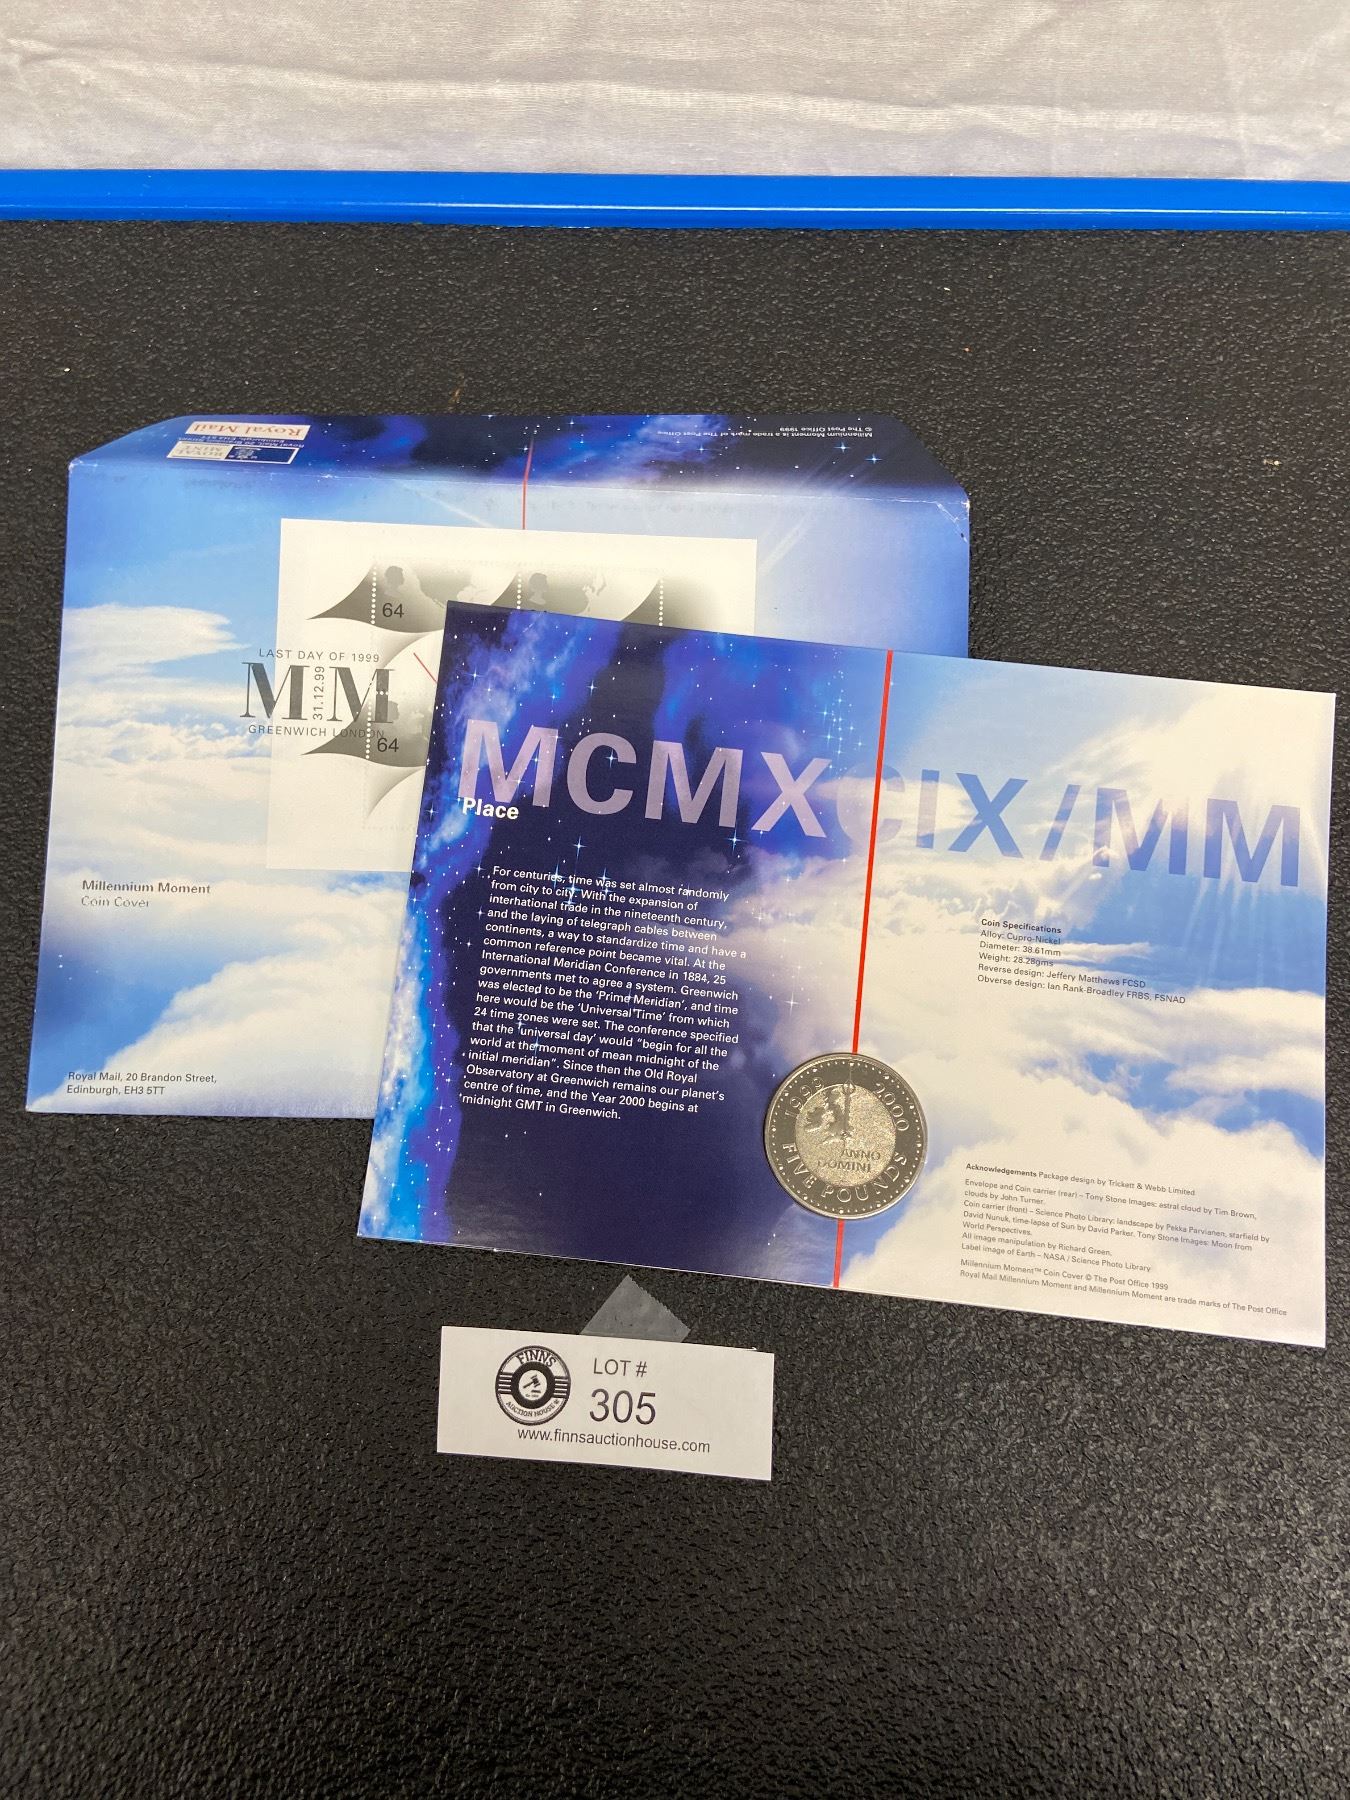 Millennium Moment is a trade mark of The Post Office
© The Post Office 1999
Royal Mail
Royal Mail, 20 Brandon Street,
Edinburgh, EH3 5TT
ROYAL
MINT
64
64
LAST DAY OF 1999
MM
31.12.99
GREENWICH LONDON
Millennium Moment
Coin Cover
Royal Mail, 20 Brandon Street,
Edinburgh, EH3 5TT
MCMXCIX/MM
Place
For centuries, time was set almost randomly
from city to city. With the expansion of
international trade in the nineteenth century,
and the laying of telegraph cables between
continents, a way to standardize time and have a
common reference point became vital. At the
International Meridian Conference in 1884, 25
governments met to agree a system. Greenwich
was elected to be the 'Prime Meridian', and time
here would be the 'Universal Time' from which
24 time zones were set. The conference specified
that the 'universal day' would "begin for all the
world at the moment of mean midnight of the
initial meridian". Since then the Old Royal
Observatory at Greenwich remains our planet's
centre of time, and the Year 2000 begins at
midnight GMT in Greenwich.
Coin Specifications
Alloy: Cupro-Nickel
Diameter: 38.61mm
Weight: 28.28gms
Reverse design: Jeffery Matthews FCSD
Obverse design: Ian Rank-Broadley FRBS, FSNAD
1999 2000
ANNO
DOMINI
FIVE POUNDS
Acknowledgements Package design by Trickett & Webb Limited
Envelope and Coin carrier (rear) – Tony Stone Images: astral cloud by Tim Brown,
clouds by John Turner.
Coin carrier (front) – Science Photo Library: landscape by Pekka Parvianen, starfield by
David Nunuk, time-lapse of Sun by David Parker. Tony Stone Images: Moon from
World Perspectives.
All image manipulation by Richard Green.
Label image of Earth – NASA / Science Photo Library
Millennium Moment™ Coin Cover © The Post Office 1999
Royal Mail Millennium Moment and Millennium Moment are trade marks of The Post Office
FINNS
AUCTION HOUSE
LOT #
305
www.finnsauctionhouse.com